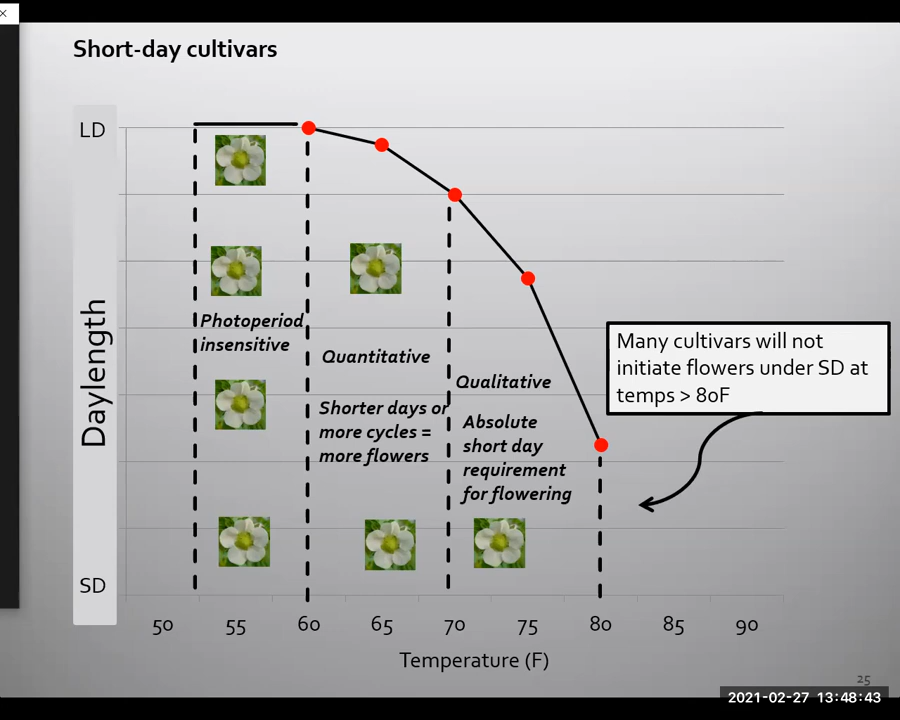 Short-day cultivars
LD
Daylength
SD
Photoperiod
insensitive
Quantitative
Shorter days or
more cycles =
more flowers
Qualitative
Absolute
short day
requirement
for flowering
Many cultivars will not
initiate flowers under SD at
temps > 80F
50 55 60 65 70 75 80 85 90
Temperature (F)
25
2021-02-27 13:48:43